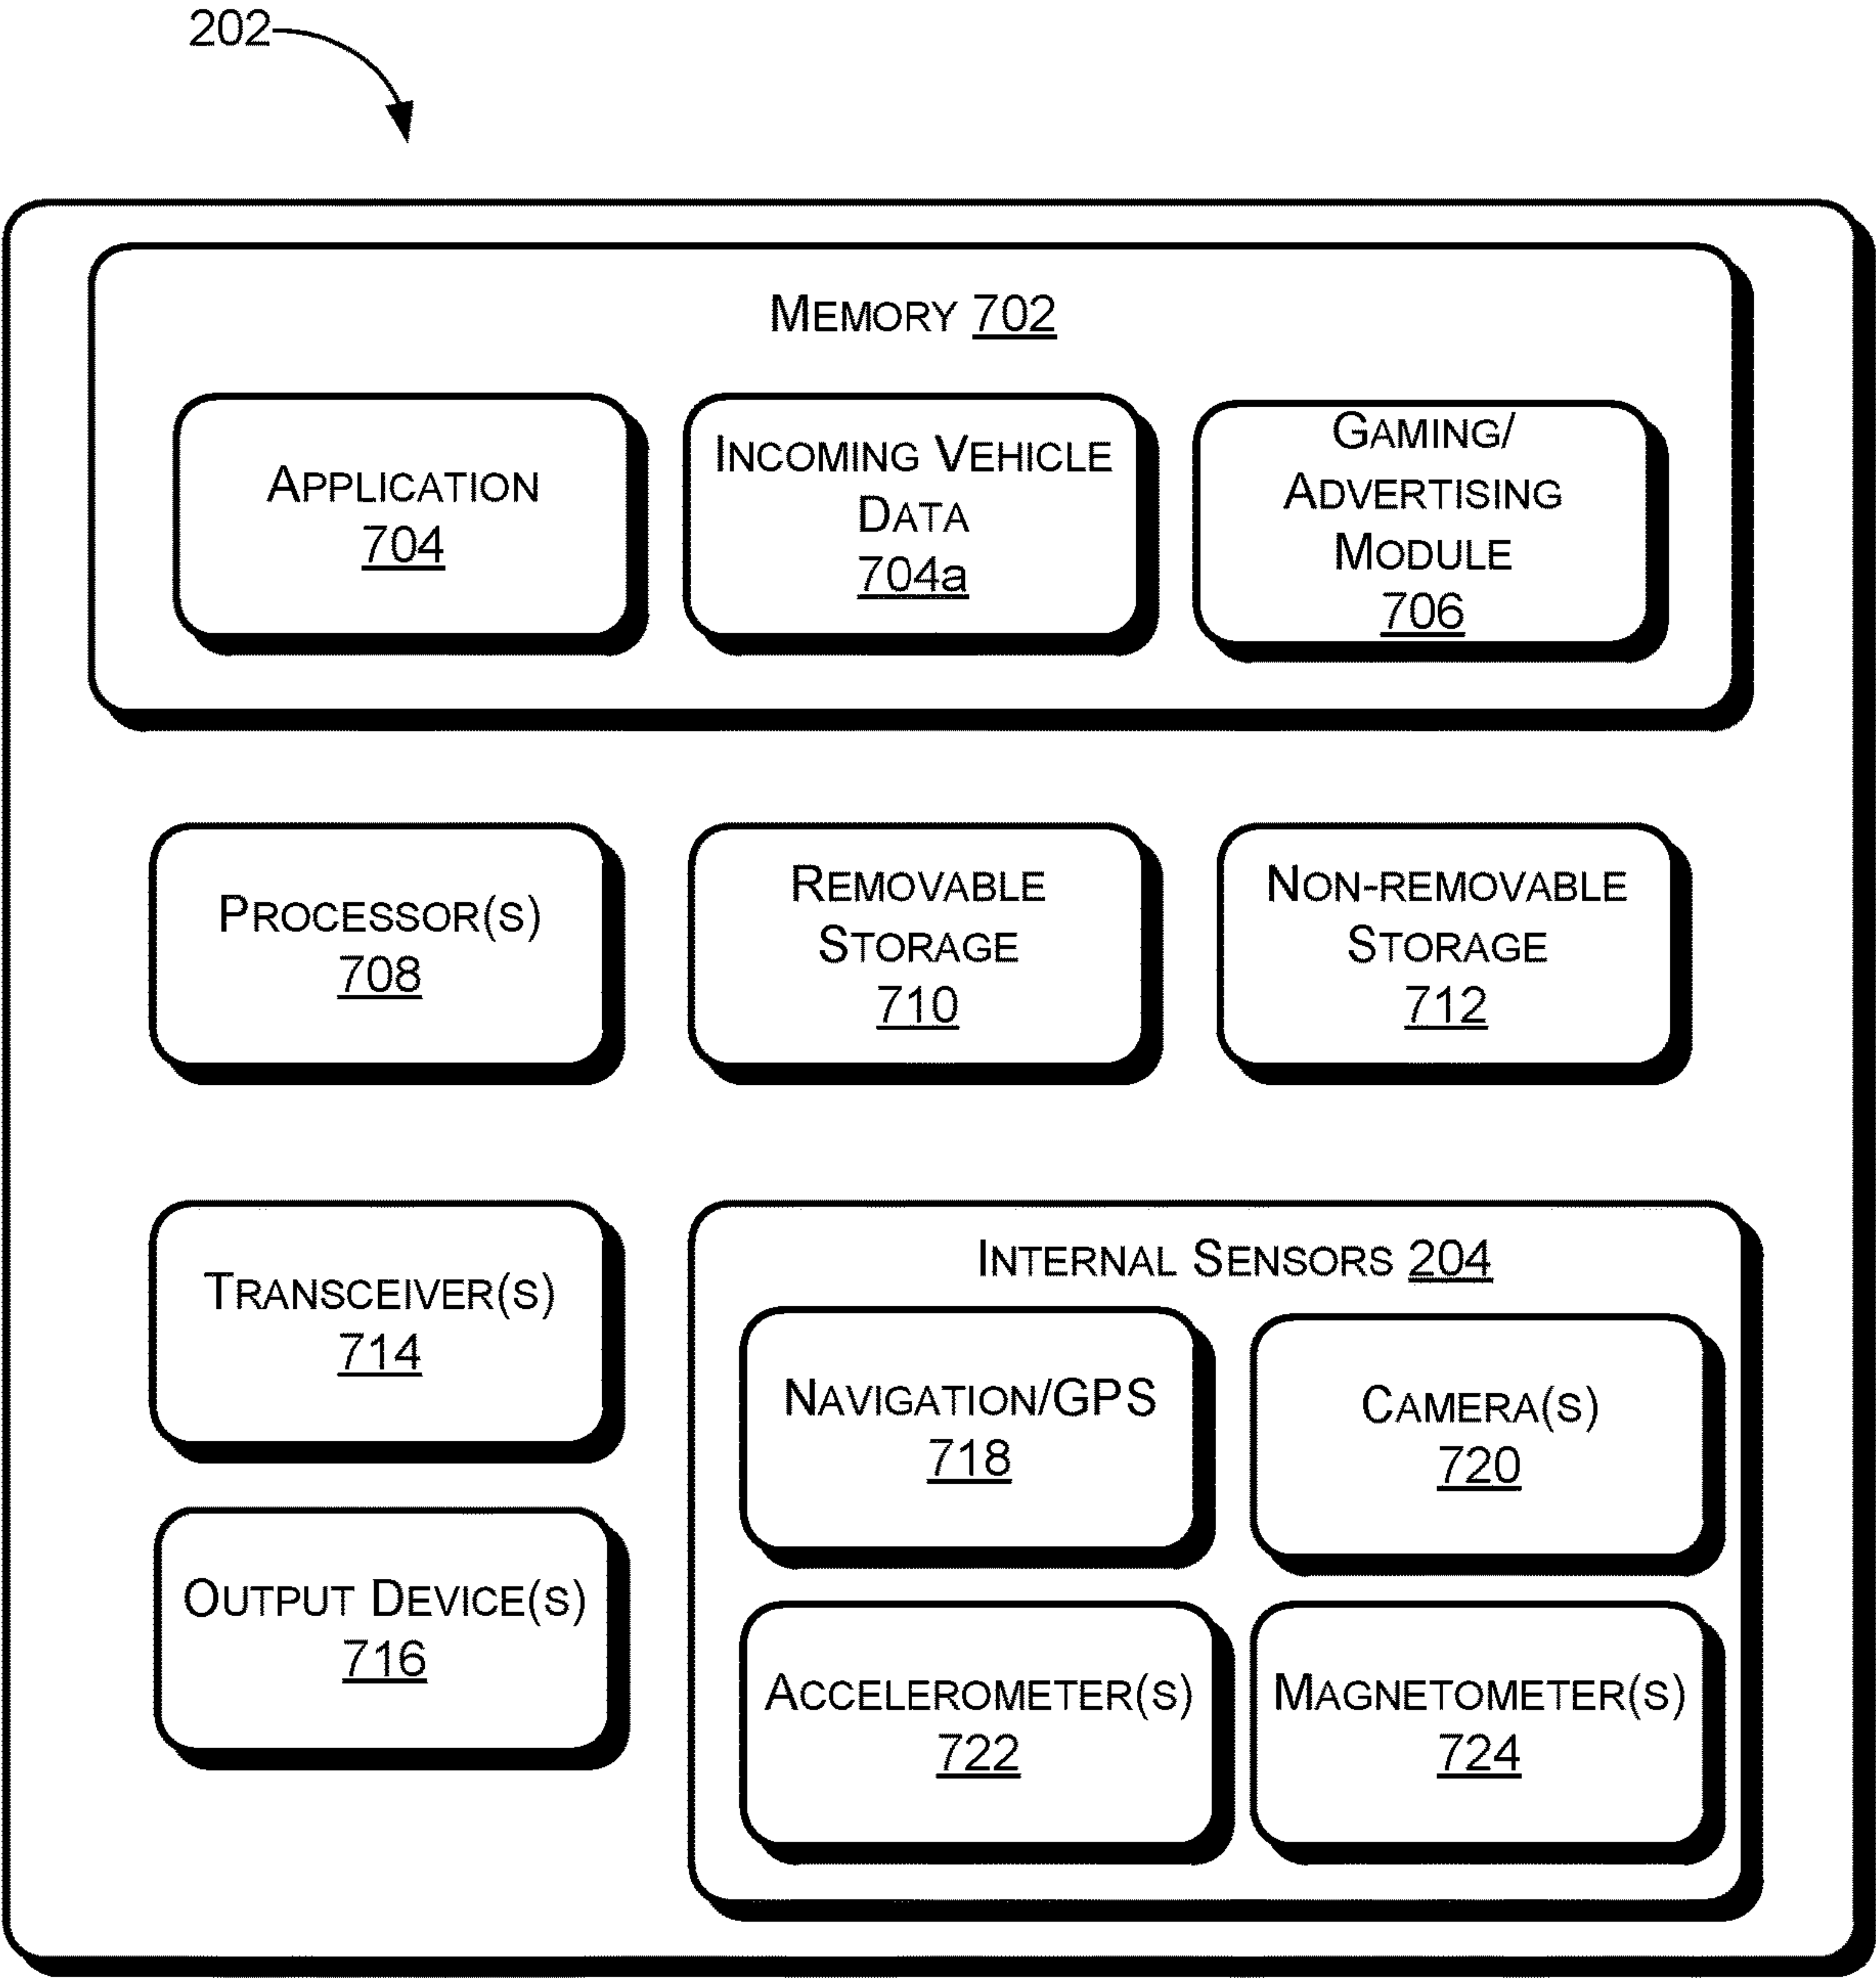 202
MEMORY 702
APPLICATION
704
INCOMING VEHICLE
DATA
704a
GAMING/
ADVERTISING
MODULE
706
PROCESSOR(S)
708
REMOVABLE
STORAGE
710
NON-REMOVABLE
STORAGE
712
TRANSCEIVER(S)
714
OUTPUT DEVICE(S)
716
INTERNAL SENSORS 204
NAVIGATION/GPS
718
CAMERA(S)
720
ACCELEROMETER(S)
722
MAGNETOMETER(S)
724